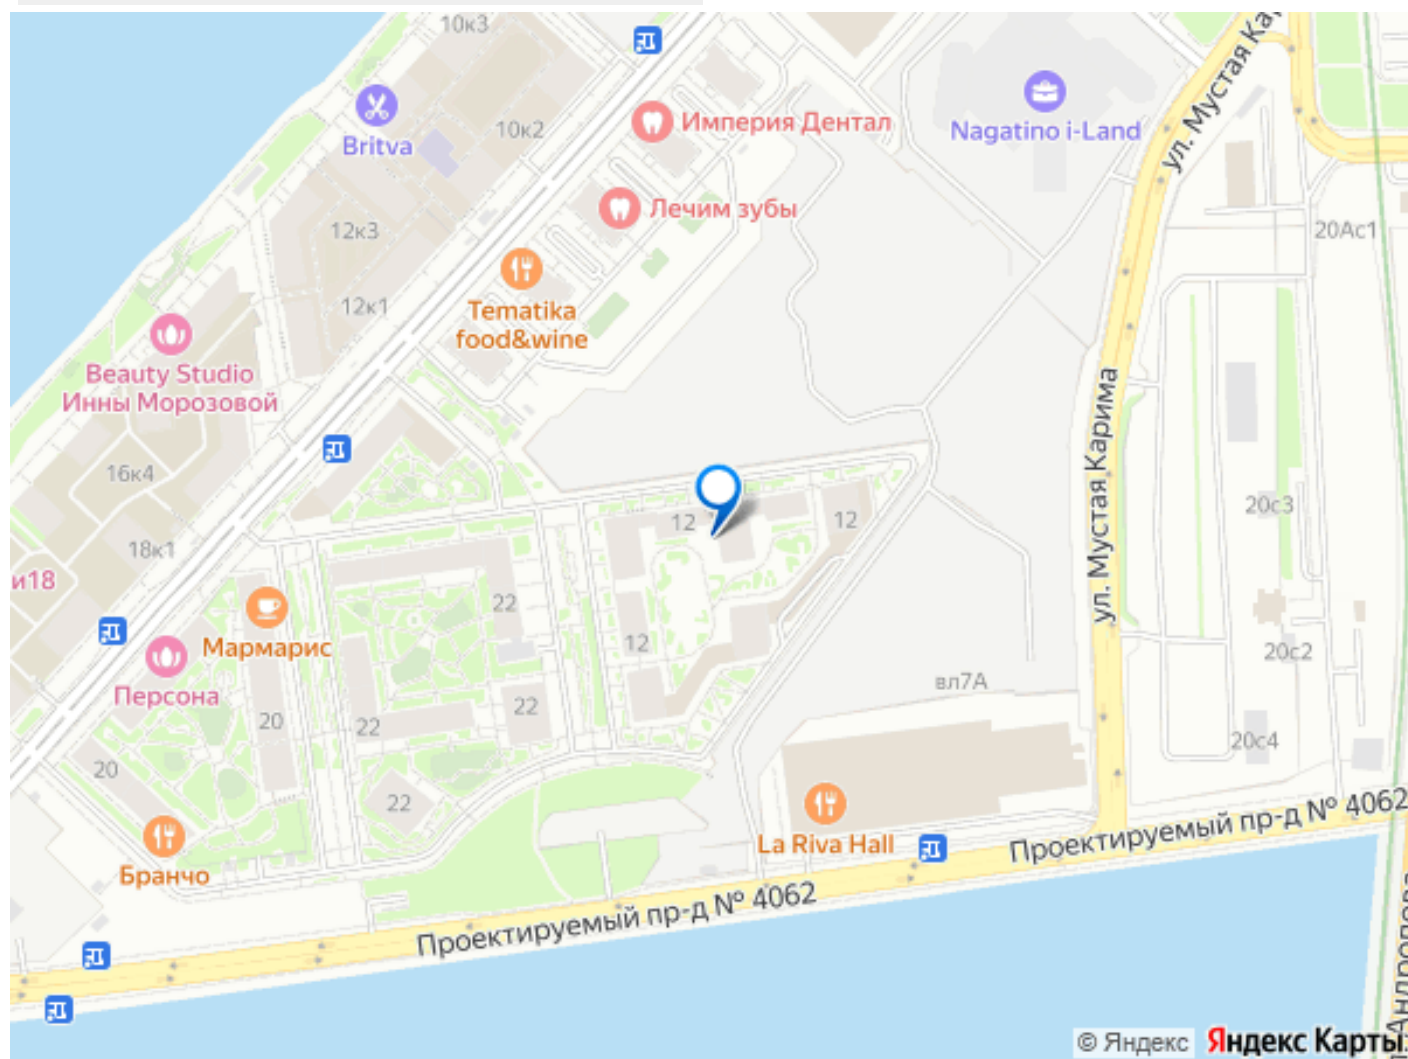 10к3
Britva
10к2
Империя Дентал
Nagatino i-Land
ул. Мустая Кар
Лечим зубы
12к3
20Ас1
12к1
Tematika
food&wine
Beauty Studio
Инны Морозовой
ул. Мустая Карима
16к4
12
12
20с3
18к1
и18
22
Мармарис
12
20с2
Персона
вл7А
22
20
22
20с4
20
22
La Riva Hall
Проектируемый пр-д № 4062
Бранчо
Проектируемый пр-д № 4062
Андропова
© Яндекс
Яндекс Карты